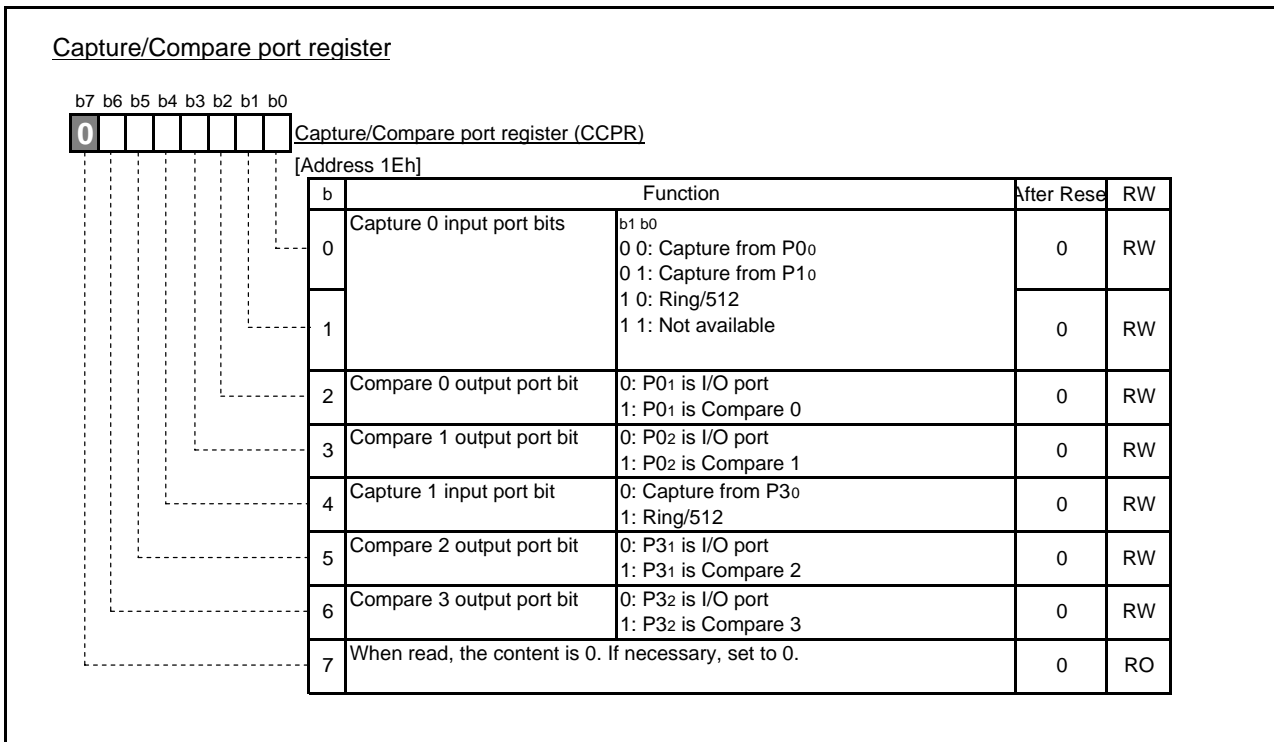 Capture/Compare port register
b7 b6 b5 b4 b3 b2 b1 b0
0
Capture/Compare port register (CCPR)
[Address 1Eh]
b Function After Rese RW
0 Capture 0 input port bits b1 b0 0 RW
0 0: Capture from P00
0 1: Capture from P10
1 0: Ring/512
1 1: Not available
1 0 RW
2 Compare 0 output port bit 0: P01 is I/O port 0 RW
1: P01 is Compare 0
3 Compare 1 output port bit 0: P02 is I/O port 0 RW
1: P02 is Compare 1
4 Capture 1 input port bit 0: Capture from P30 0 RW
1: Ring/512
5 Compare 2 output port bit 0: P31 is I/O port 0 RW
1: P31 is Compare 2
6 Compare 3 output port bit 0: P32 is I/O port 0 RW
1: P32 is Compare 3
7 When read, the content is 0. If necessary, set to 0. 0 RO